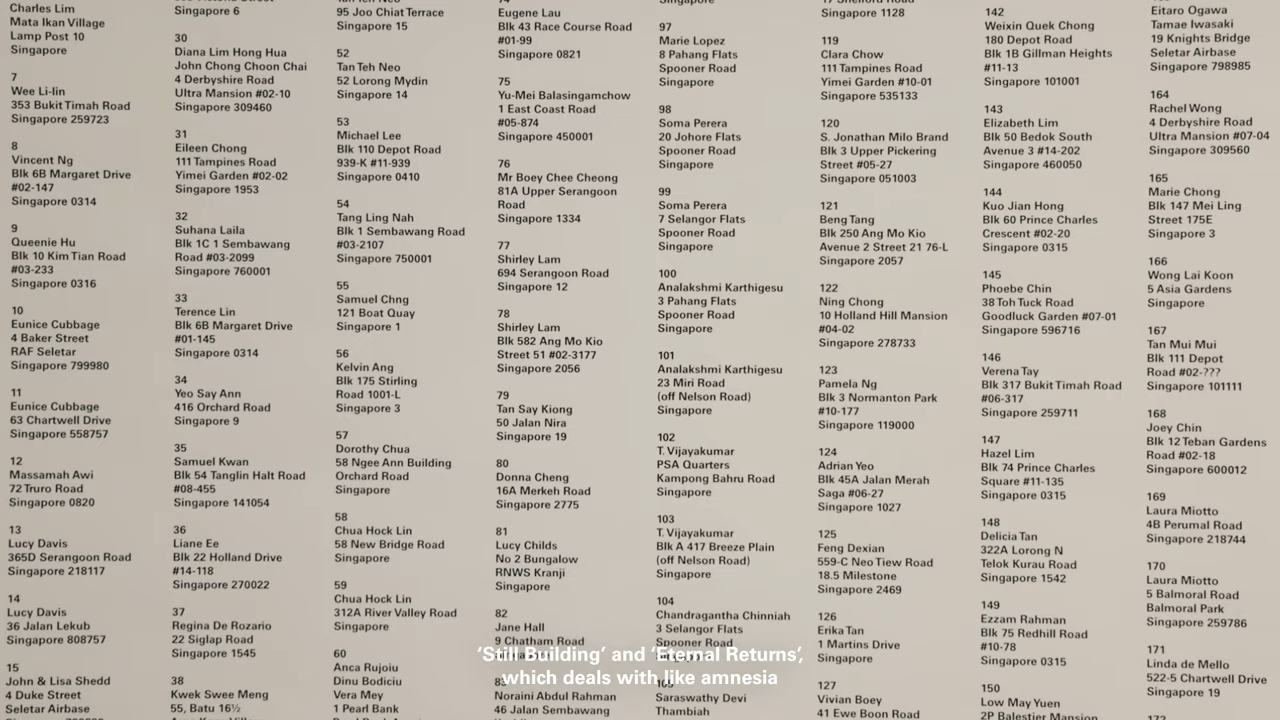 Charles Lim
Mata Ikan Village
Lamp Post 10
Singapore
7
Wee Li-lin
353 Bukit Timah Road
Singapore 259723
8
Vincent Ng
Blk 6B Margaret Drive
#02-147
Singapore 0314
9
Queenie Hu
Blk 10 Kim Tian Road
#03-233
Singapore 0316
10
Eunice Cubbage
4 Baker Street
RAF Seletar
Singapore 799980
11
Eunice Cubbage
63 Chartwell Drive
Singapore 558757
12
Massamah Awi
72 Truro Road
Singapore 0820
13
Lucy Davis
365D Serangoon Road
Singapore 218117
14
Lucy Davis
36 Jalan Lekub
Singapore 808757
15
John & Lisa Shedd
4 Duke Street
Seletar Airbase
Singapore 6
30
Diana Lim Hong Hua
John Chong Choon Chai
4 Derbyshire Road
Ultra Mansion #02-10
Singapore 309460
31
Eileen Chong
111 Tampines Road
Yimei Garden #02-02
Singapore 1953
32
Suhana Laila
Blk 1C 1 Sembawang
Road #03-2099
Singapore 760001
33
Terence Lin
Blk 6B Margaret Drive
#01-145
Singapore 0314
34
Yeo Say Ann
416 Orchard Road
Singapore 9
35
Samuel Kwan
Blk 54 Tanglin Halt Road
#08-455
Singapore 141054
36
Liane Ee
Blk 22 Holland Drive
#14-118
Singapore 270022
37
Regina De Rozario
22 Siglap Road
Singapore 1545
38
Kwek Swee Meng
55, Batu 16½
95 Joo Chiat Terrace
Singapore 15
52
Tan Teh Neo
52 Lorong Mydin
Singapore 14
53
Michael Lee
Blk 110 Depot Road
939-K #11-939
Singapore 0410
54
Tang Ling Nah
Blk 1 Sembawang Road
#03-2107
Singapore 750001
55
Samuel Chng
121 Boat Quay
Singapore 1
56
Kelvin Ang
Blk 175 Stirling
Road 1001-L
Singapore 3
57
Dorothy Chua
58 Ngee Ann Building
Orchard Road
Singapore
58
Chua Hock Lin
58 New Bridge Road
Singapore
59
Chua Hock Lin
312A River Valley Road
Singapore
60
Anca Rujoiu
Dinu Bodiciu
Vera Mey
1 Pearl Bank
Eugene Lau
Blk 43 Race Course Road
#01-99
Singapore 0821
75
Yu-Mei Balasingamchow
1 East Coast Road
#05-874
Singapore 450001
76
Mr Boey Chee Cheong
81A Upper Serangoon
Road
Singapore 1334
77
Shirley Lam
694 Serangoon Road
Singapore 12
78
Shirley Lam
Blk 582 Ang Mo Kio
Street 51 #02-3177
Singapore 2056
79
Tan Say Kiong
50 Jalan Nira
Singapore 19
80
Donna Cheng
16A Merkeh Road
Singapore 2775
81
Lucy Childs
No 2 Bungalow
RNWS Kranji
Singapore
82
Jane Hall
9 Chatham Road
Noraini Abdul Rahman
46 Jalan Sembawang
97
Marie Lopez
8 Pahang Flats
Spooner Road
Singapore
98
Soma Perera
20 Johore Flats
Spooner Road
Singapore
99
Soma Perera
7 Selangor Flats
Spooner Road
Singapore
100
Analakshmi Karthigesu
3 Pahang Flats
Spooner Road
Singapore
101
Analakshmi Karthigesu
23 Miri Road
(off Nelson Road)
Singapore
102
T. Vijayakumar
PSA Quarters
Kampong Bahru Road
Singapore
103
T. Vijayakumar
Blk A 417 Breeze Plain
(off Nelson Road)
Singapore
104
Chandragantha Chinniah
3 Selangor Flats
Spooner Road
Saraswathy Devi
Thambiah
Singapore 1128
119
Clara Chow
111 Tampines Road
Yimei Garden #10-01
Singapore 535133
120
S. Jonathan Milo Brand
Blk 3 Upper Pickering
Street #05-27
Singapore 051003
121
Beng Tang
Blk 250 Ang Mo Kio
Avenue 2 Street 21 76-L
Singapore 2057
122
Ning Chong
10 Holland Hill Mansion
#04-02
Singapore 278733
123
Pamela Ng
Blk 3 Normanton Park
#10-177
Singapore 119000
124
Adrian Yeo
Blk 45A Jalan Merah
Saga #06-27
Singapore 1027
125
Feng Dexian
559-C Neo Tiew Road
18.5 Milestone
Singapore 2469
126
Erika Tan
1 Martins Drive
Singapore
127
Vivian Boey
41 Ewe Boon Road
142
Weixin Quek Chong
180 Depot Road
Blk 1B Gillman Heights
#11-13
Singapore 101001
143
Elizabeth Lim
Blk 50 Bedok South
Avenue 3 #14-202
Singapore 460050
144
Kuo Jian Hong
Blk 60 Prince Charles
Crescent #02-20
Singapore 0315
145
Phoebe Chin
38 Toh Tuck Road
Goodluck Garden #07-01
Singapore 596716
146
Verena Tay
Blk 317 Bukit Timah Road
#06-317
Singapore 259711
147
Hazel Lim
Blk 74 Prince Charles
Square #11-135
Singapore 0315
148
Delicia Tan
322A Lorong N
Telok Kurau Road
Singapore 1542
149
Ezzam Rahman
Blk 75 Redhill Road
#10-78
Singapore 0315
150
Low May Yuen
2P Balestier Mansion
Eitaro Ogawa
Tamae Iwasaki
19 Knights Bridge
Seletar Airbase
Singapore 798985
164
Rachel Wong
4 Derbyshire Road
Ultra Mansion #07-04
Singapore 309560
165
Marie Chong
Blk 147 Mei Ling
Street 175E
Singapore 3
166
Wong Lai Koon
5 Asia Gardens
Singapore
167
Tan Mui Mui
Blk 111 Depot
Road #02-???
Singapore 101111
168
Joey Chin
Blk 12 Teban Gardens
Road #02-18
Singapore 600012
169
Laura Miotto
4B Perumal Road
Singapore 218744
170
Laura Miotto
5 Balmoral Road
Balmoral Park
Singapore 259786
171
Linda de Mello
522-5 Chartwell Drive
Singapore 19
'Still Building' and 'Eternal Returns',
which deals with like amnesia